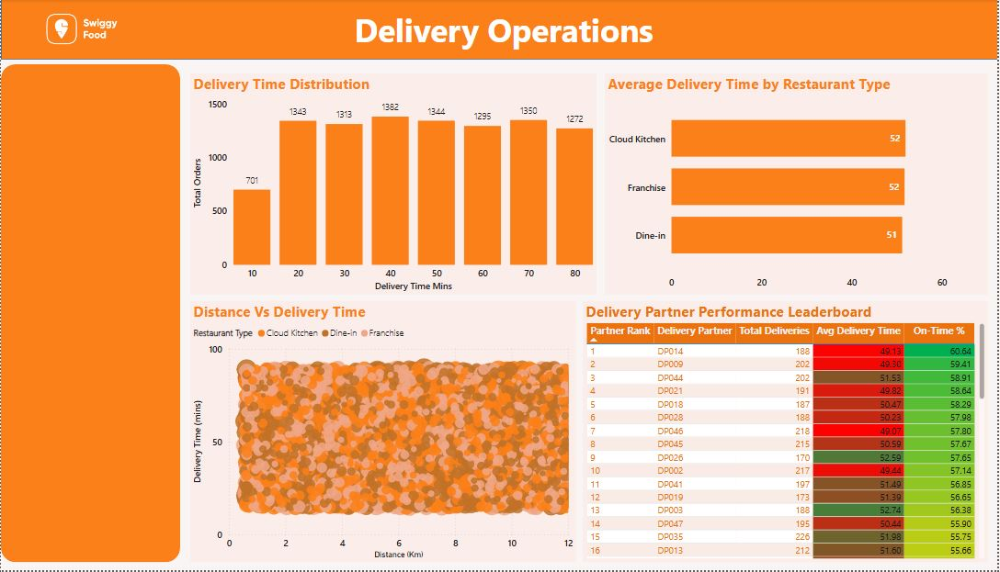 Swiggy
Food
Delivery Operations
Delivery Time Distribution
1500
1000
500
0
Total Orders
701
1343
1313
1382
1344
1295
1350
1272
10 20 30 40 50 60 70 80
Delivery Time Mins
Average Delivery Time by Restaurant Type
Cloud Kitchen 52
Franchise 52
Dine-in 51
0 20 40 60
Distance Vs Delivery Time
Restaurant Type Cloud Kitchen Dine-in Franchise
100
50
0
Delivery Time (mins)
0 2 4 6 8 10 12
Distance (Km)
Delivery Partner Performance Leaderboard
Partner Rank Delivery Partner Total Deliveries Avg Delivery Time On-Time %
1 DP014 188 49.13 60.64
2 DP009 202 49.30 59.41
3 DP044 202 51.53 58.91
4 DP021 191 49.82 58.64
5 DP018 187 50.47 58.29
6 DP028 188 50.23 57.98
7 DP046 218 49.07 57.80
8 DP045 215 50.59 57.67
9 DP026 170 52.59 57.65
10 DP002 217 49.44 57.14
11 DP041 197 51.49 56.85
12 DP019 173 51.39 56.65
13 DP003 188 52.74 56.38
14 DP047 195 50.44 55.90
15 DP035 226 51.98 55.75
16 DP013 212 51.60 55.66